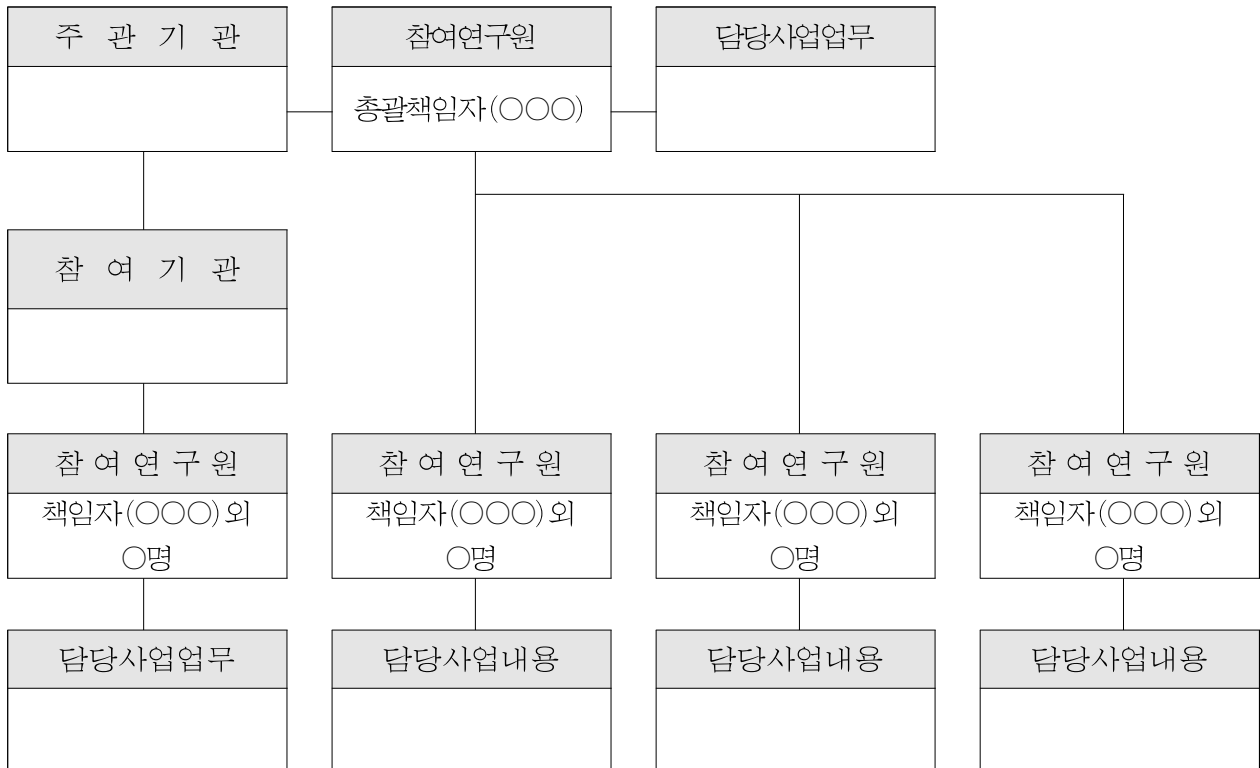 주 관 기 관
참여연구원
담당사업업무
총괄책임자(○○○)
참 여 기 관
참 여 연 구 원
참 여 연 구 원
참 여 연 구 원
참 여 연 구 원
책임자(○○○) 외
○명
책임자(○○○) 외
○명
책임자(○○○) 외
○명
책임자(○○○) 외
○명
담당사업업무
담당사업내용
담당사업내용
담당사업내용